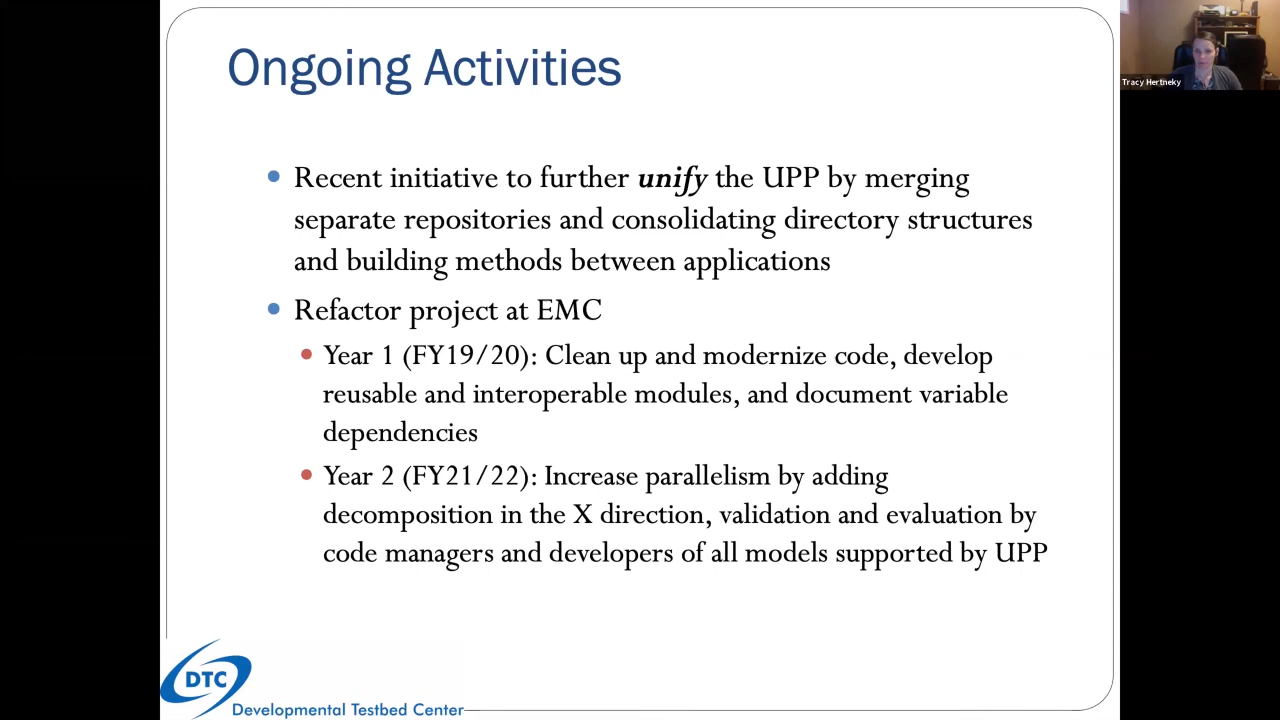 Ongoing Activities
Tracy Hertneky
Recent initiative to further unify the UPP by merging
separate repositories and consolidating directory structures
and building methods between applications
Refactor project at EMC
Year 1 (FY19/20): Clean up and modernize code, develop
reusable and interoperable modules, and document variable
dependencies
Year 2 (FY21/22): Increase parallelism by adding
decomposition in the X direction, validation and evaluation by
code managers and developers of all models supported by UPP
DTC
Developmental Testbed Center